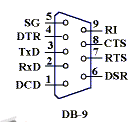 SG 5
DTR 4
TxD 3
RxD 2
DCD 1
9 RI
8 CTS
7 RTS
6 DSR
DB-9